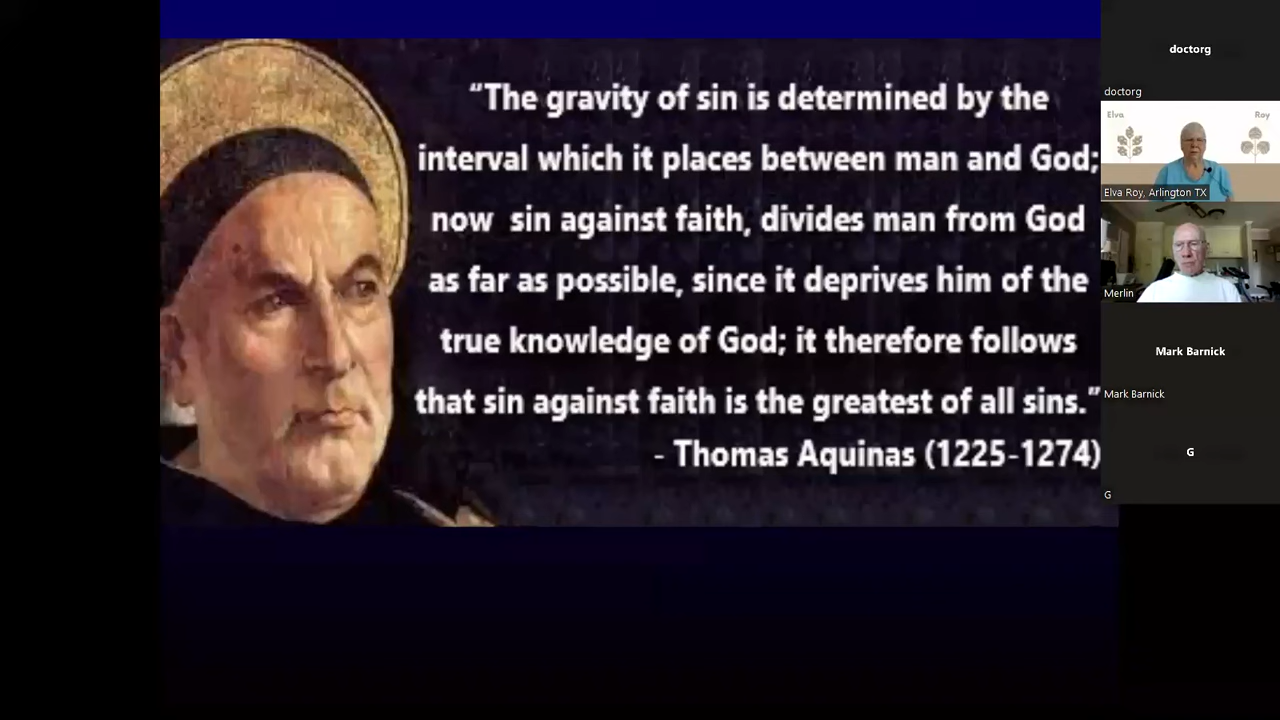 “The gravity of sin is determined by the
interval which it places between man and God;
now  sin against faith, divides man from God
as far as possible, since it deprives him of the
true knowledge of God; it therefore follows
that sin against faith is the greatest of all sins.”
- Thomas Aquinas (1225-1274)
doctorg
doctorg
Elva
Roy
Elva Roy, Arlington TX
Merlin
Mark Barnick
Mark Barnick
G
G